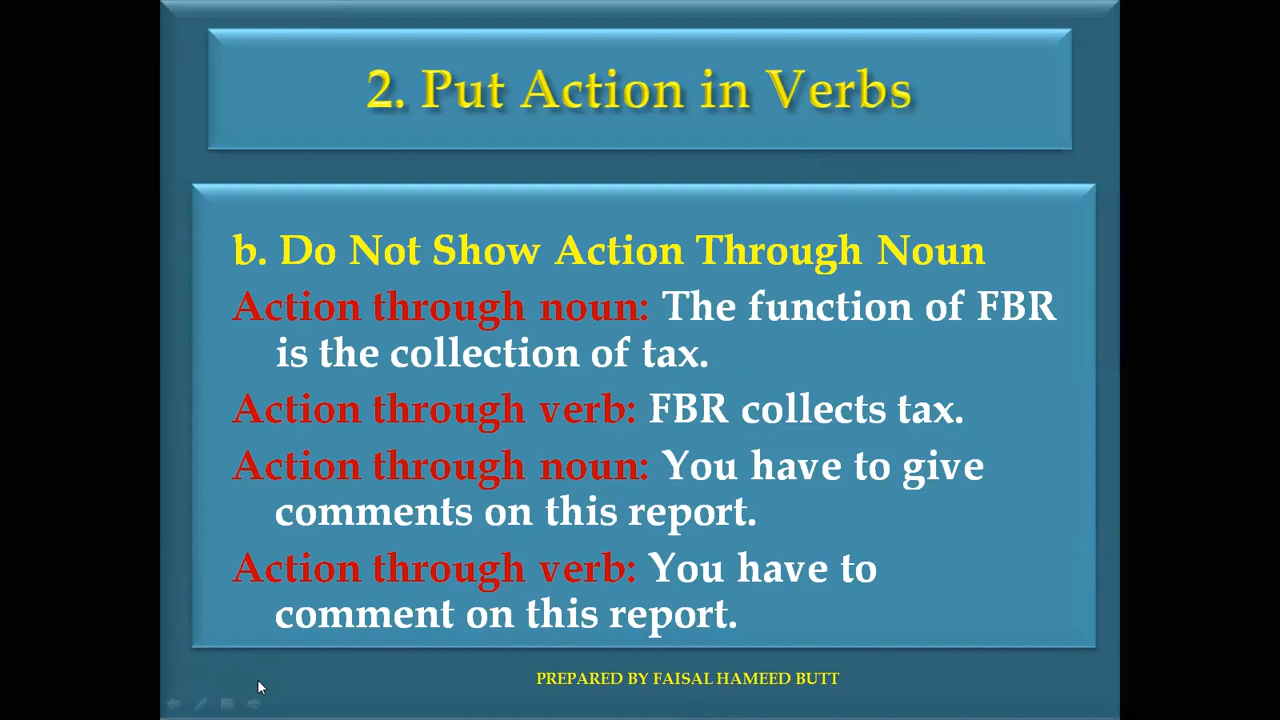 2. Put Action in Verbs
b. Do Not Show Action Through Noun
Action through noun: The function of FBR
is the collection of tax.
Action through verb: FBR collects tax.
Action through noun: You have to give
comments on this report.
Action through verb: You have to
comment on this report.
PREPARED BY FAISAL HAMEED BUTT